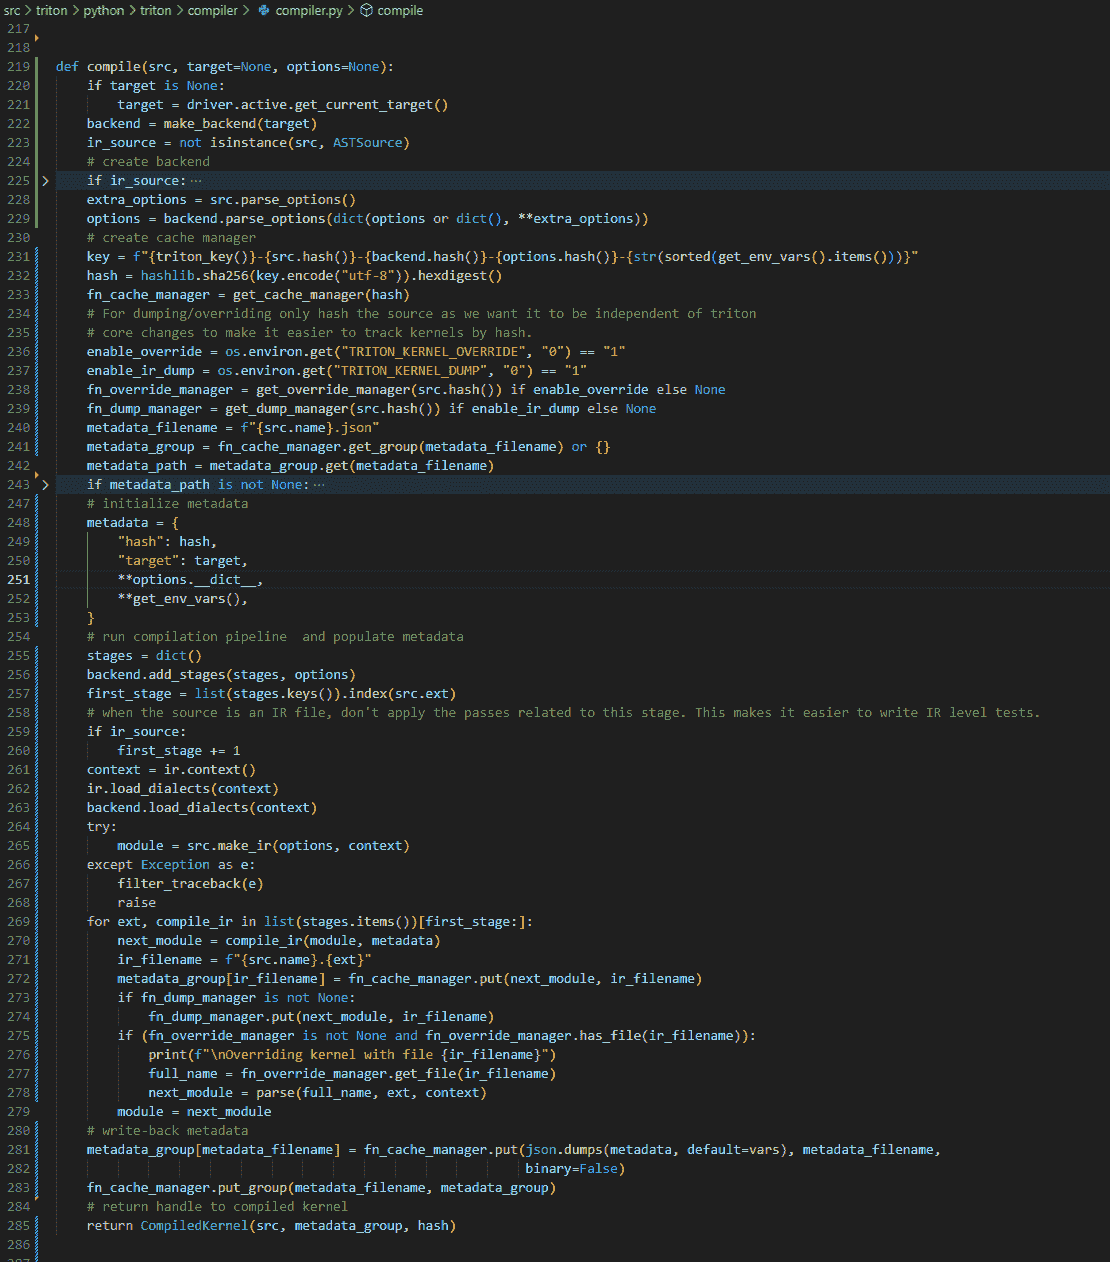 src > triton > python > triton > compiler > compiler.py > compile
217
218
219 def compile(src, target=None, options=None):
220     if target is None:
221         target = driver.active.get_current_target()
222     backend = make_backend(target)
223     ir_source = not isinstance(src, ASTSource)
224     # create backend
225     if ir_source: ···
228     extra_options = src.parse_options()
229     options = backend.parse_options(dict(options or dict(), **extra_options))
230     # create cache manager
231     key = f"{triton_key()}-{src.hash()}-{backend.hash()}-{options.hash()}-{str(sorted(get_env_vars().items()))}"
232     hash = hashlib.sha256(key.encode("utf-8")).hexdigest()
233     fn_cache_manager = get_cache_manager(hash)
234     # For dumping/overriding only hash the source as we want it to be independent of triton
235     # core changes to make it easier to track kernels by hash.
236     enable_override = os.environ.get("TRITON_KERNEL_OVERRIDE", "0") == "1"
237     enable_ir_dump = os.environ.get("TRITON_KERNEL_DUMP", "0") == "1"
238     fn_override_manager = get_override_manager(src.hash()) if enable_override else None
239     fn_dump_manager = get_dump_manager(src.hash()) if enable_ir_dump else None
240     metadata_filename = f"{src.name}.json"
241     metadata_group = fn_cache_manager.get_group(metadata_filename) or {}
242     metadata_path = metadata_group.get(metadata_filename)
243     if metadata_path is not None: ···
247     # initialize metadata
248     metadata = {
249         "hash": hash,
250         "target": target,
251         **options.__dict__,
252         **get_env_vars(),
253     }
254     # run compilation pipeline  and populate metadata
255     stages = dict()
256     backend.add_stages(stages, options)
257     first_stage = list(stages.keys()).index(src.ext)
258     # when the source is an IR file, don't apply the passes related to this stage. This makes it easier to write IR level tests.
259     if ir_source:
260         first_stage += 1
261     context = ir.context()
262     ir.load_dialects(context)
263     backend.load_dialects(context)
264     try:
265         module = src.make_ir(options, context)
266     except Exception as e:
267         filter_traceback(e)
268         raise
269     for ext, compile_ir in list(stages.items())[first_stage:]:
270         next_module = compile_ir(module, metadata)
271         ir_filename = f"{src.name}.{ext}"
272         metadata_group[ir_filename] = fn_cache_manager.put(next_module, ir_filename)
273         if fn_dump_manager is not None:
274             fn_dump_manager.put(next_module, ir_filename)
275         if (fn_override_manager is not None and fn_override_manager.has_file(ir_filename)):
276             print(f"\nOverriding kernel with file {ir_filename}")
277             full_name = fn_override_manager.get_file(ir_filename)
278             next_module = parse(full_name, ext, context)
279         module = next_module
280     # write-back metadata
281     metadata_group[metadata_filename] = fn_cache_manager.put(json.dumps(metadata, default=vars), metadata_filename,
282                                                              binary=False)
283     fn_cache_manager.put_group(metadata_filename, metadata_group)
284     # return handle to compiled kernel
285     return CompiledKernel(src, metadata_group, hash)
286